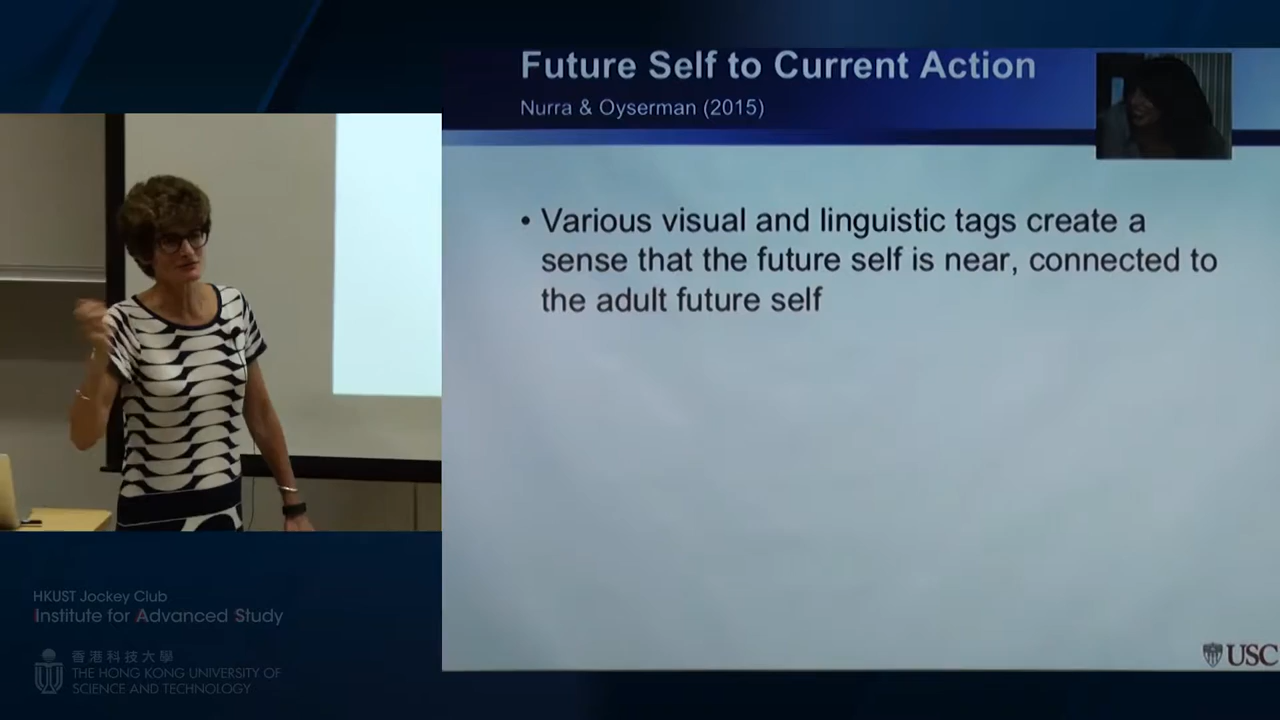 Future Self to Current Action
Nurra & Oyserman (2015)
• Various visual and linguistic tags create a
sense that the future self is near, connected to
the adult future self
USC
HKUST Jockey Club
Institute for Advanced Study
香港科技大學
THE HONG KONG UNIVERSITY OF
SCIENCE AND TECHNOLOGY